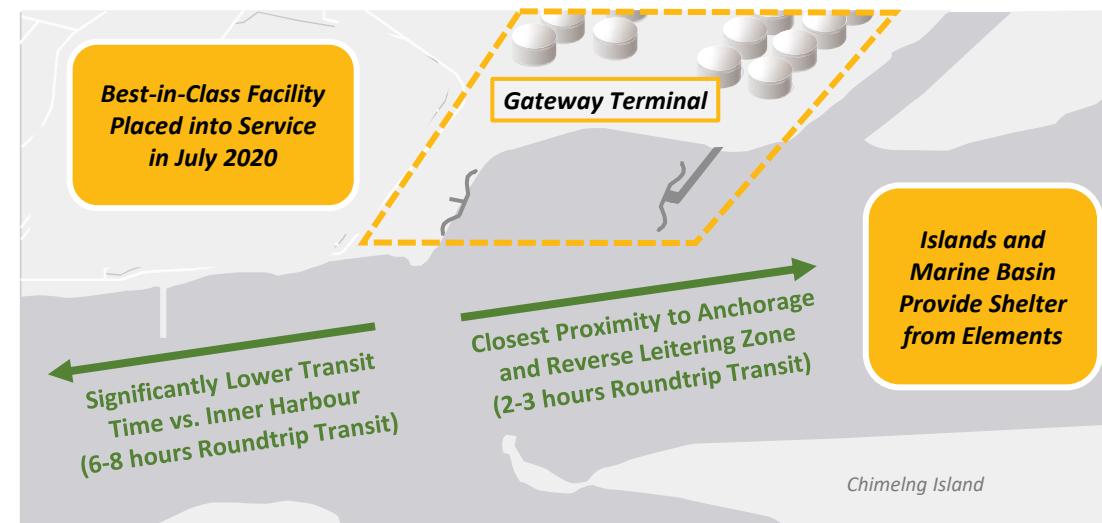 Best-in-Class Facility
Placed into Service
in July 2020
Gateway Terminal
Islands and
Marine Basin
Provide Shelter
from Elements
Significantly Lower Transit
Time vs. Inner Harbour
(6-8 hours Roundtrip Transit)
Closest Proximity to Anchorage
and Reverse Leitering Zone
(2-3 hours Roundtrip Transit)
Chimelng Island